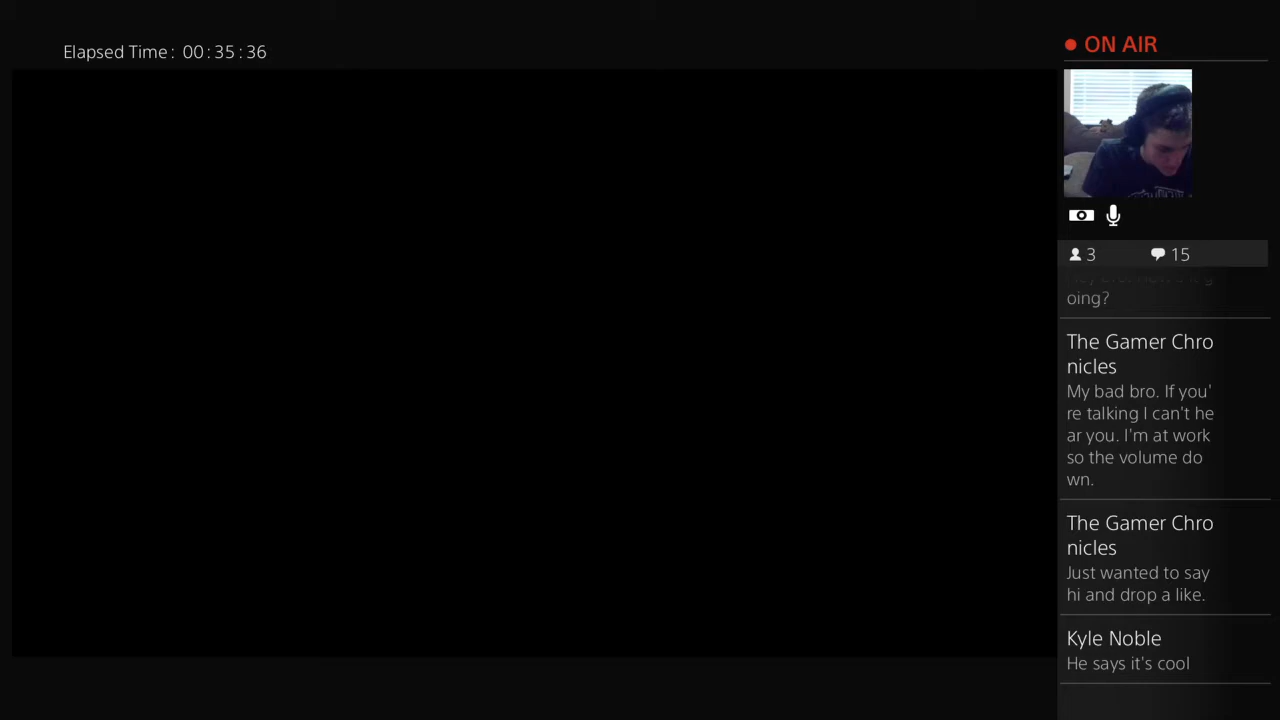 Elapsed Time: 00:35:36
ON AIR
3
15
oing?
The Gamer Chro
nicles
My bad bro. If you'
re talking I can't he
ar you. I'm at work
so the volume do
wn.
The Gamer Chro
nicles
Just wanted to say
hi and drop a like.
Kyle Noble
He says it's cool